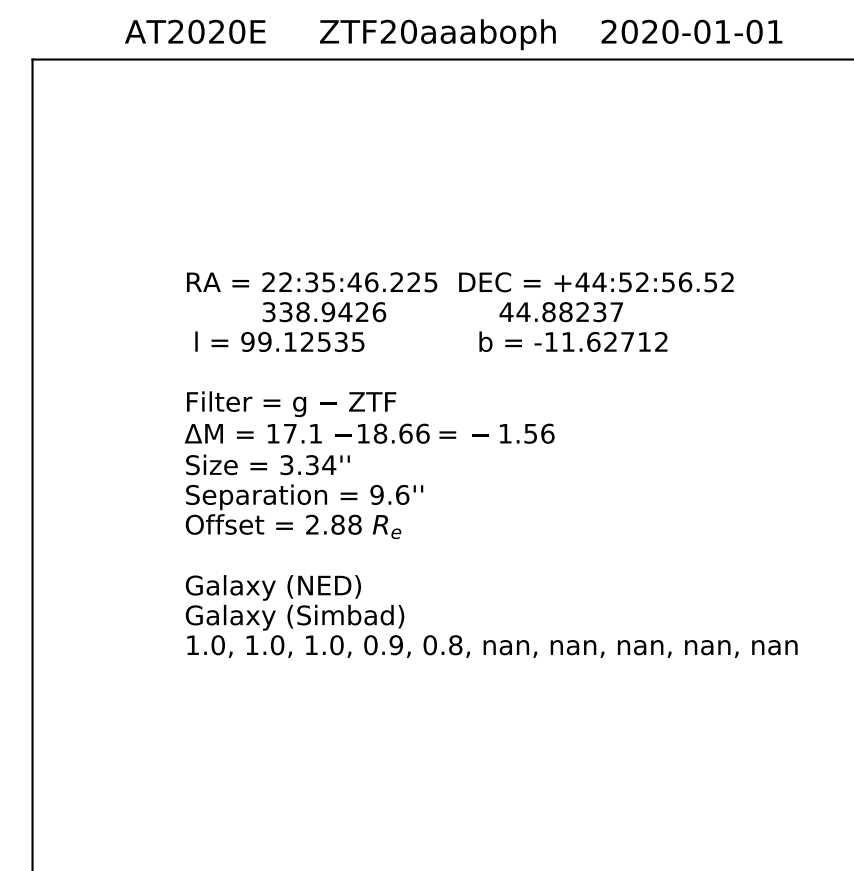 AT2020E ZTF20aaaboph 2020-01-01
RA = 22:35:46.225 DEC = +44:52:56.52
338.9426 44.88237
l = 99.12535 b = -11.62712
Filter = g − ZTF
ΔM = 17.1 −18.66 = − 1.56
Size = 3.34''
Separation = 9.6''
Offset = 2.88 Rₑ
Galaxy (NED)
Galaxy (Simbad)
1.0, 1.0, 1.0, 0.9, 0.8, nan, nan, nan, nan, nan